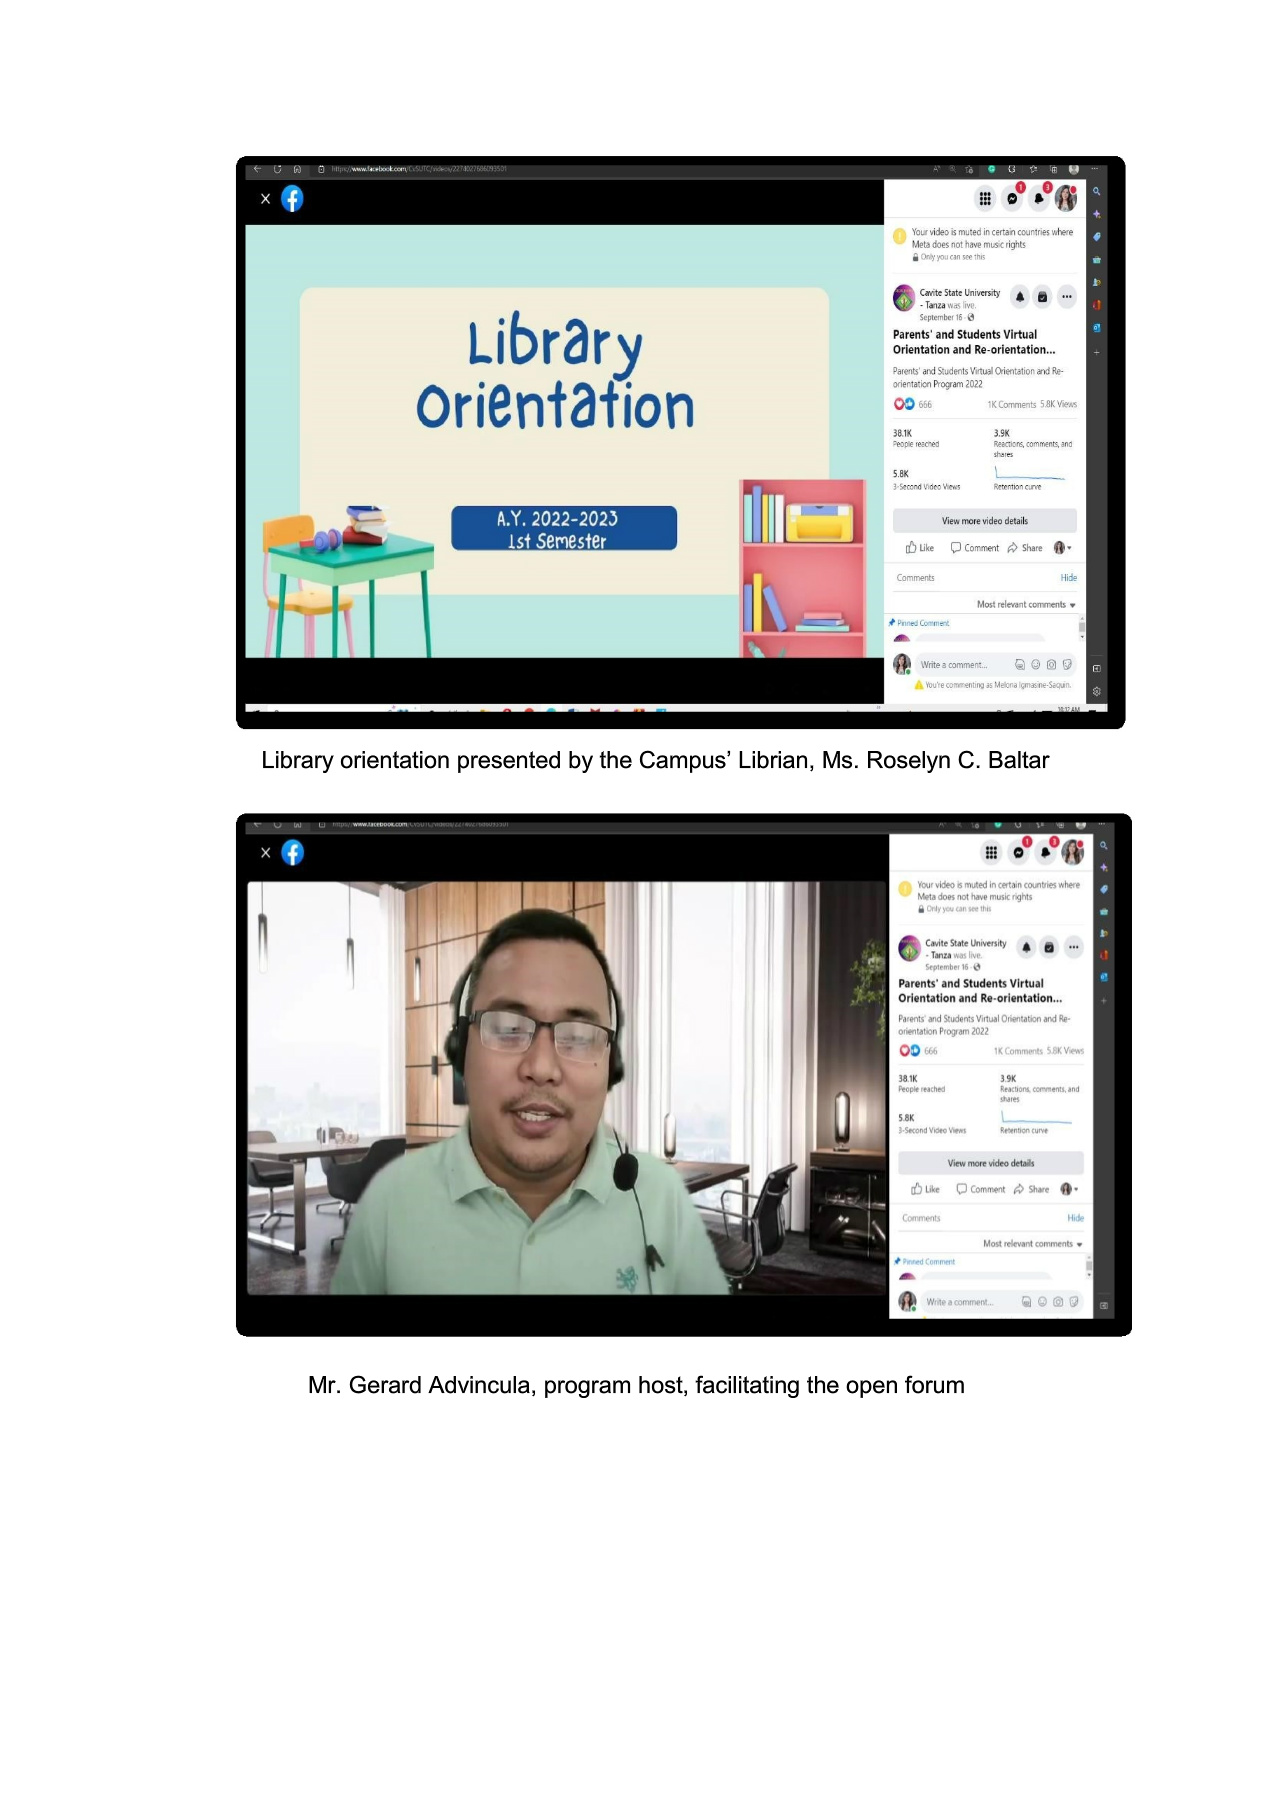 https://www.facebook.com/CvSUTC/videos/2274027586093501
Your video is muted in certain countries where
Meta does not have music rights
Only you can see this
Cavite State University
- Tanza was live.
September 16
Parents' and Students Virtual
Orientation and Re-orientation...
Parents' and Students Virtual Orientation and Re-
orientation Program 2022
666 1K Comments 5.8K Views
38.1K 3.9K
People reached Reactions, comments, and
shares
5.8K
3-Second Video Views Retention curve
View more video details
Like Comment Share
Comments Hide
Most relevant comments
Pinned Comment
Write a comment...
You're commenting as Melona Igmasine-Saquin.
Library
Orientation
A.Y. 2022-2023
1st Semester
10:12 AM
Library orientation presented by the Campus’ Librian, Ms. Roselyn C. Baltar
Your video is muted in certain countries where
Meta does not have music rights
Only you can see this
Cavite State University
- Tanza was live.
September 16
Parents' and Students Virtual
Orientation and Re-orientation...
Parents' and Students Virtual Orientation and Re-
orientation Program 2022
666 1K Comments 5.8K Views
38.1K 3.9K
People reached Reactions, comments, and
shares
5.8K
3-Second Video Views Retention curve
View more video details
Like Comment Share
Comments Hide
Most relevant comments
Pinned Comment
Write a comment...
Mr. Gerard Advincula, program host, facilitating the open forum